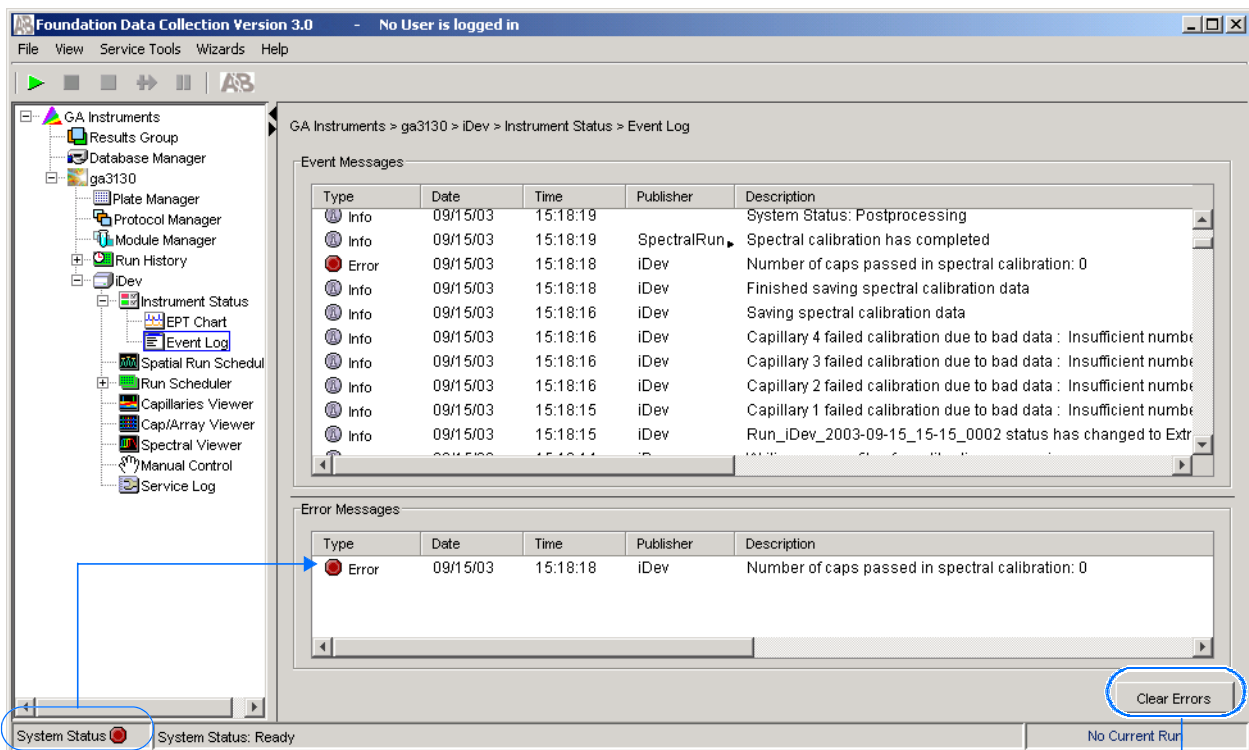 Foundation Data Collection Version 3.0 - No User is logged in
File View Service Tools Wizards Help
AB
GA Instruments
Results Group
Database Manager
ga3130
Plate Manager
Protocol Manager
Module Manager
Run History
iDev
Instrument Status
EPT Chart
Event Log
Spatial Run Schedul
Run Scheduler
Capillaries Viewer
Cap/Array Viewer
Spectral Viewer
Manual Control
Service Log
GA Instruments > ga3130 > iDev > Instrument Status > Event Log
Event Messages
Type Date Time Publisher Description
Info 09/15/03 15:18:19 System Status: Postprocessing
Info 09/15/03 15:18:19 SpectralRun Spectral calibration has completed
Error 09/15/03 15:18:18 iDev Number of caps passed in spectral calibration: 0
Info 09/15/03 15:18:18 iDev Finished saving spectral calibration data
Info 09/15/03 15:18:16 iDev Saving spectral calibration data
Info 09/15/03 15:18:16 iDev Capillary 4 failed calibration due to bad data : Insufficient numbe
Info 09/15/03 15:18:16 iDev Capillary 3 failed calibration due to bad data : Insufficient numbe
Info 09/15/03 15:18:16 iDev Capillary 2 failed calibration due to bad data : Insufficient numbe
Info 09/15/03 15:18:15 iDev Capillary 1 failed calibration due to bad data : Insufficient numbe
Info 09/15/03 15:18:15 iDev Run_iDev_2003-09-15_15-15_0002 status has changed to Extr
Error Messages
Type Date Time Publisher Description
Error 09/15/03 15:18:18 iDev Number of caps passed in spectral calibration: 0
Clear Errors
System Status System Status: Ready No Current Run